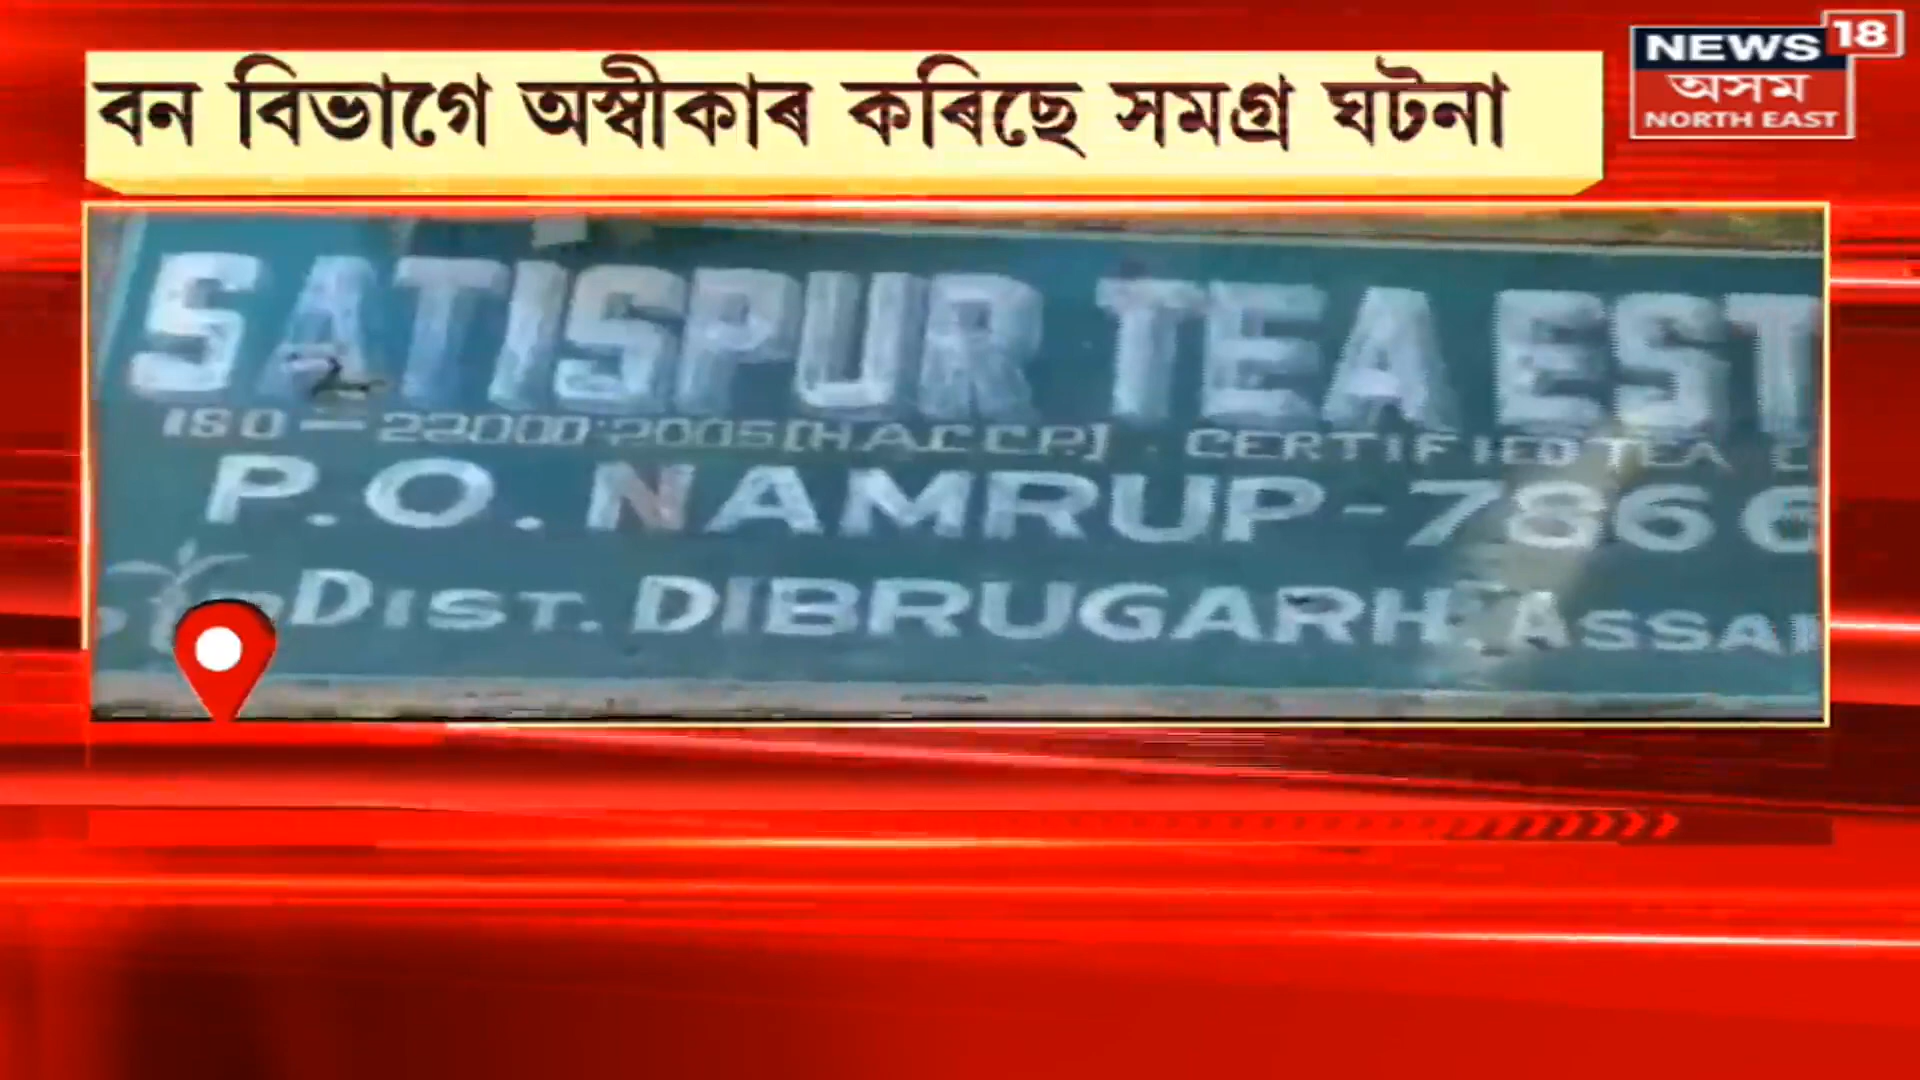 বন বিভাগে অস্বীকাৰ কৰিছে সমগ্ৰ ঘটনা
NEWS 18
অসম
NORTH EAST
SATISPUR TEA EST
ISO - 22000:2005 [H.A.C.C.P.] . CERTIFIED TEA
P.O. NAMRUP-7866
DIST. DIBRUGARH. ASSAM